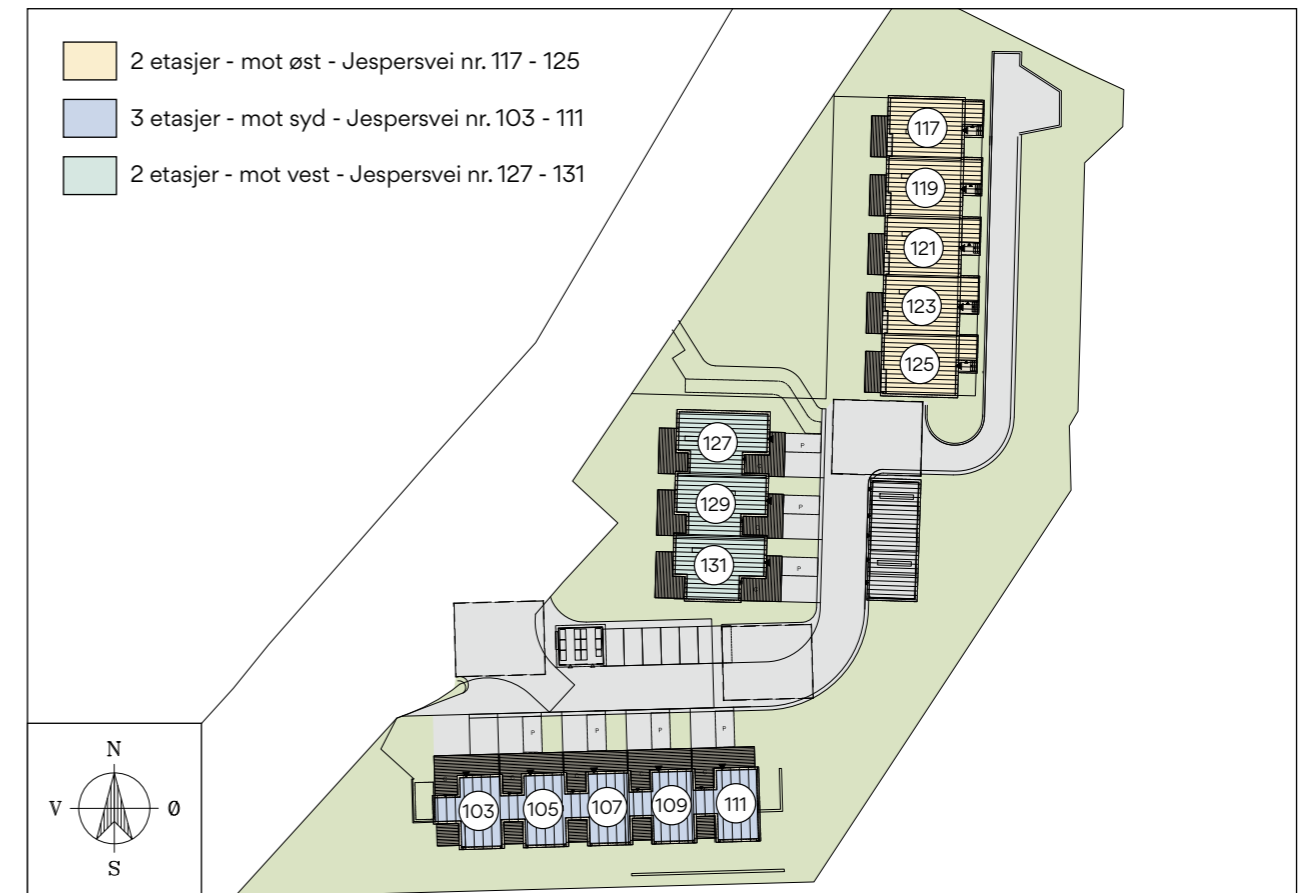 2 etasjer - mot øst - Jespersvei nr. 117 - 125
3 etasjer - mot syd - Jespersvei nr. 103 - 111
2 etasjer - mot vest - Jespersvei nr. 127 - 131
117
119
121
123
125
127
P
129
P
131
P
P
P
P
P
103
105
107
109
111
N
V
Ø
S